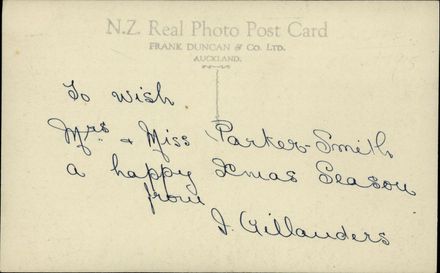 N.Z. Real Photo Post Card
FRANK DUNCAN & Co. LTD.
AUCKLAND.
To wish
Mrs + Miss Parker-Smith
a happy Xmas Season
from
J. Gillanders